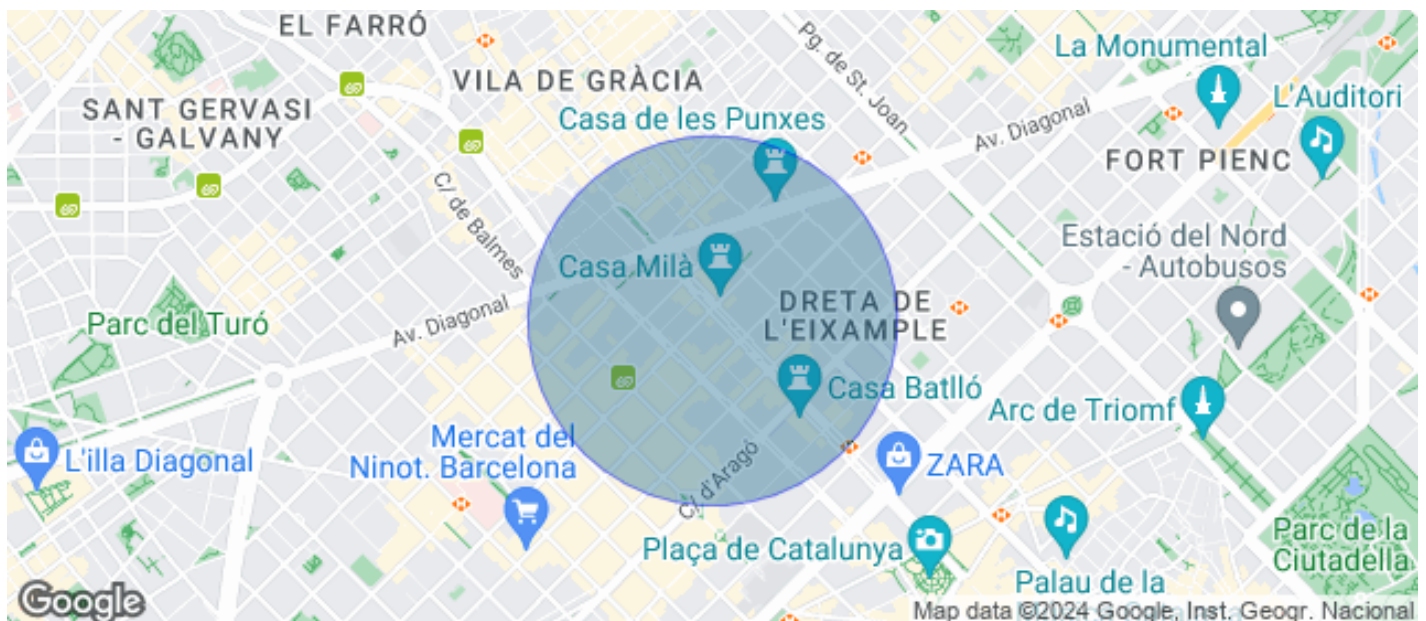 EL FARRÓ
La Monumental
Pg. de St. Joan
VILA DE GRÀCIA
SANT GERVASI
- GALVANY
L'Auditori
Casa de les Punxes
Av. Diagonal
FORT PIENC
C/ de Balmes
Estació del Nord
- Autobusos
Casa Milà
DRETA DE
L'EIXAMPLE
Parc del Turó
Av. Diagonal
Casa Batlló
Arc de Triomf
Mercat del
Ninot. Barcelona
L'illa Diagonal
C/ d'Aragó
ZARA
Plaça de Catalunya
Parc de la
Ciutadella
Palau de la
Google
Map data ©2024 Google, Inst. Geogr. Nacional